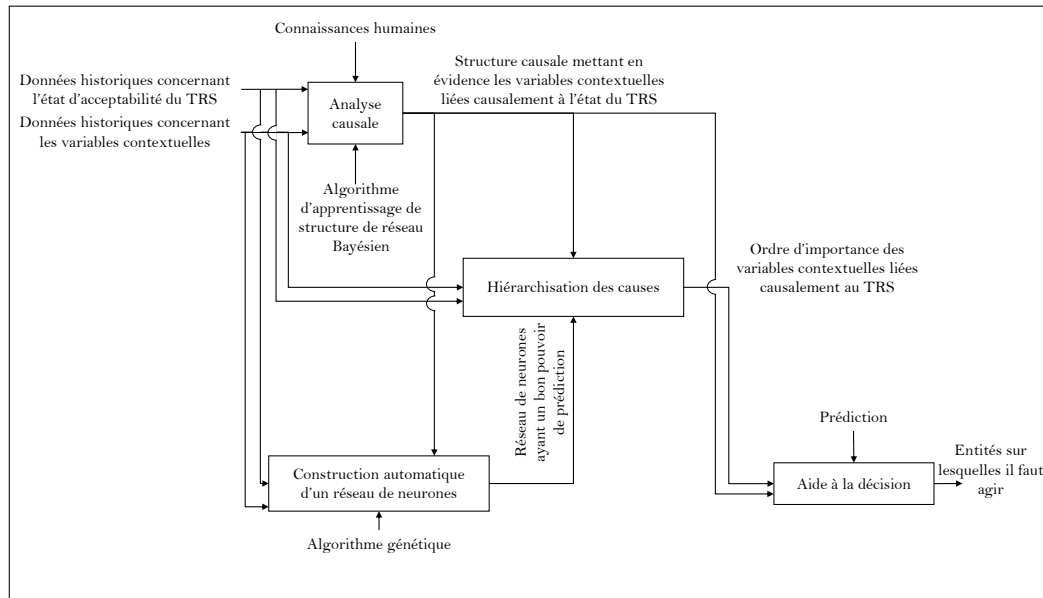 Connaissances humaines
Données historiques concernant
l'état d'acceptabilité du TRS
Données historiques concernant
les variables contextuelles
Analyse
causale
Structure causale mettant en
évidence les variables contextuelles
liées causalement à l'état du TRS
Algorithme
d'apprentissage de
structure de réseau
Bayésien
Hiérarchisation des causes
Ordre d'importance des
variables contextuelles liées
causalement au TRS
Réseau de neurones
ayant un bon pouvoir
de prédiction
Construction automatique
d'un réseau de neurones
Algorithme génétique
Prédiction
Aide à la décision
Entités sur
lesquelles il faut
agir